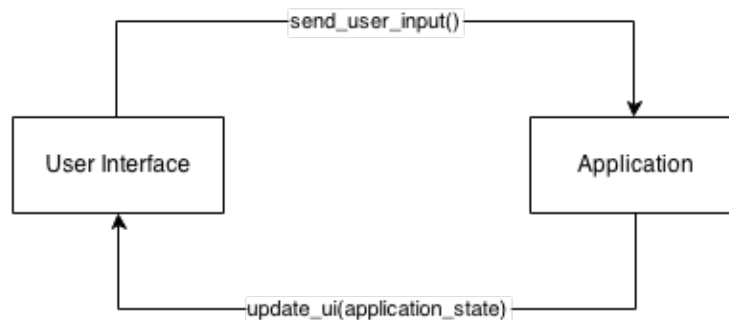 send_user_input()
User Interface
Application
update_ui(application_state)